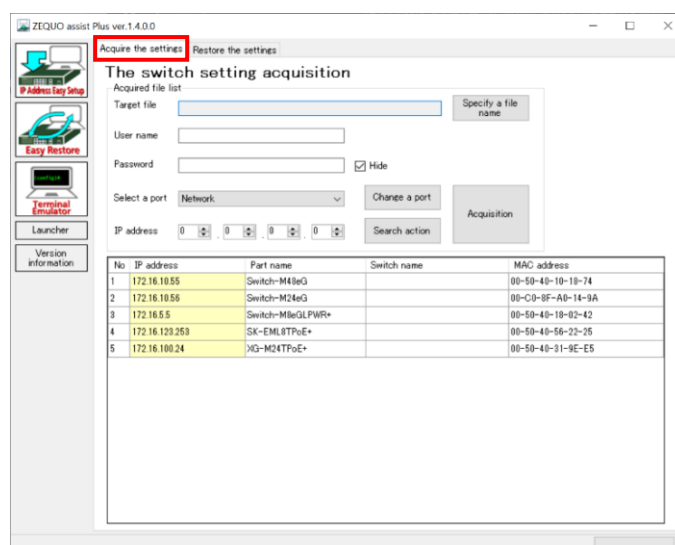 ZEQUO assist Plus ver.1.4.0.0
Acquire the settings
Restore the settings
IP Address Easy Setup
Easy Restore
Terminal
Emulator
Launcher
Version
information
The switch setting acquisition
Acquired file list
Target file
Specify a file
name
User name
Password
Hide
Select a port Network Change a port
Acquisition
IP address 0 . 0 . 0 . 0 Search action
No IP address Part name Switch name MAC address
1 172.16.10.55 Switch-M48eG 00-50-40-10-18-74
2 172.16.10.56 Switch-M24eG 00-C0-8F-A0-14-9A
3 172.16.5.5 Switch-M8eGLPWR+ 00-50-40-18-02-42
4 172.16.123.253 SK-EML8TPoE+ 00-50-40-56-22-25
5 172.16.100.24 XG-M24TPoE+ 00-50-40-31-9E-E5